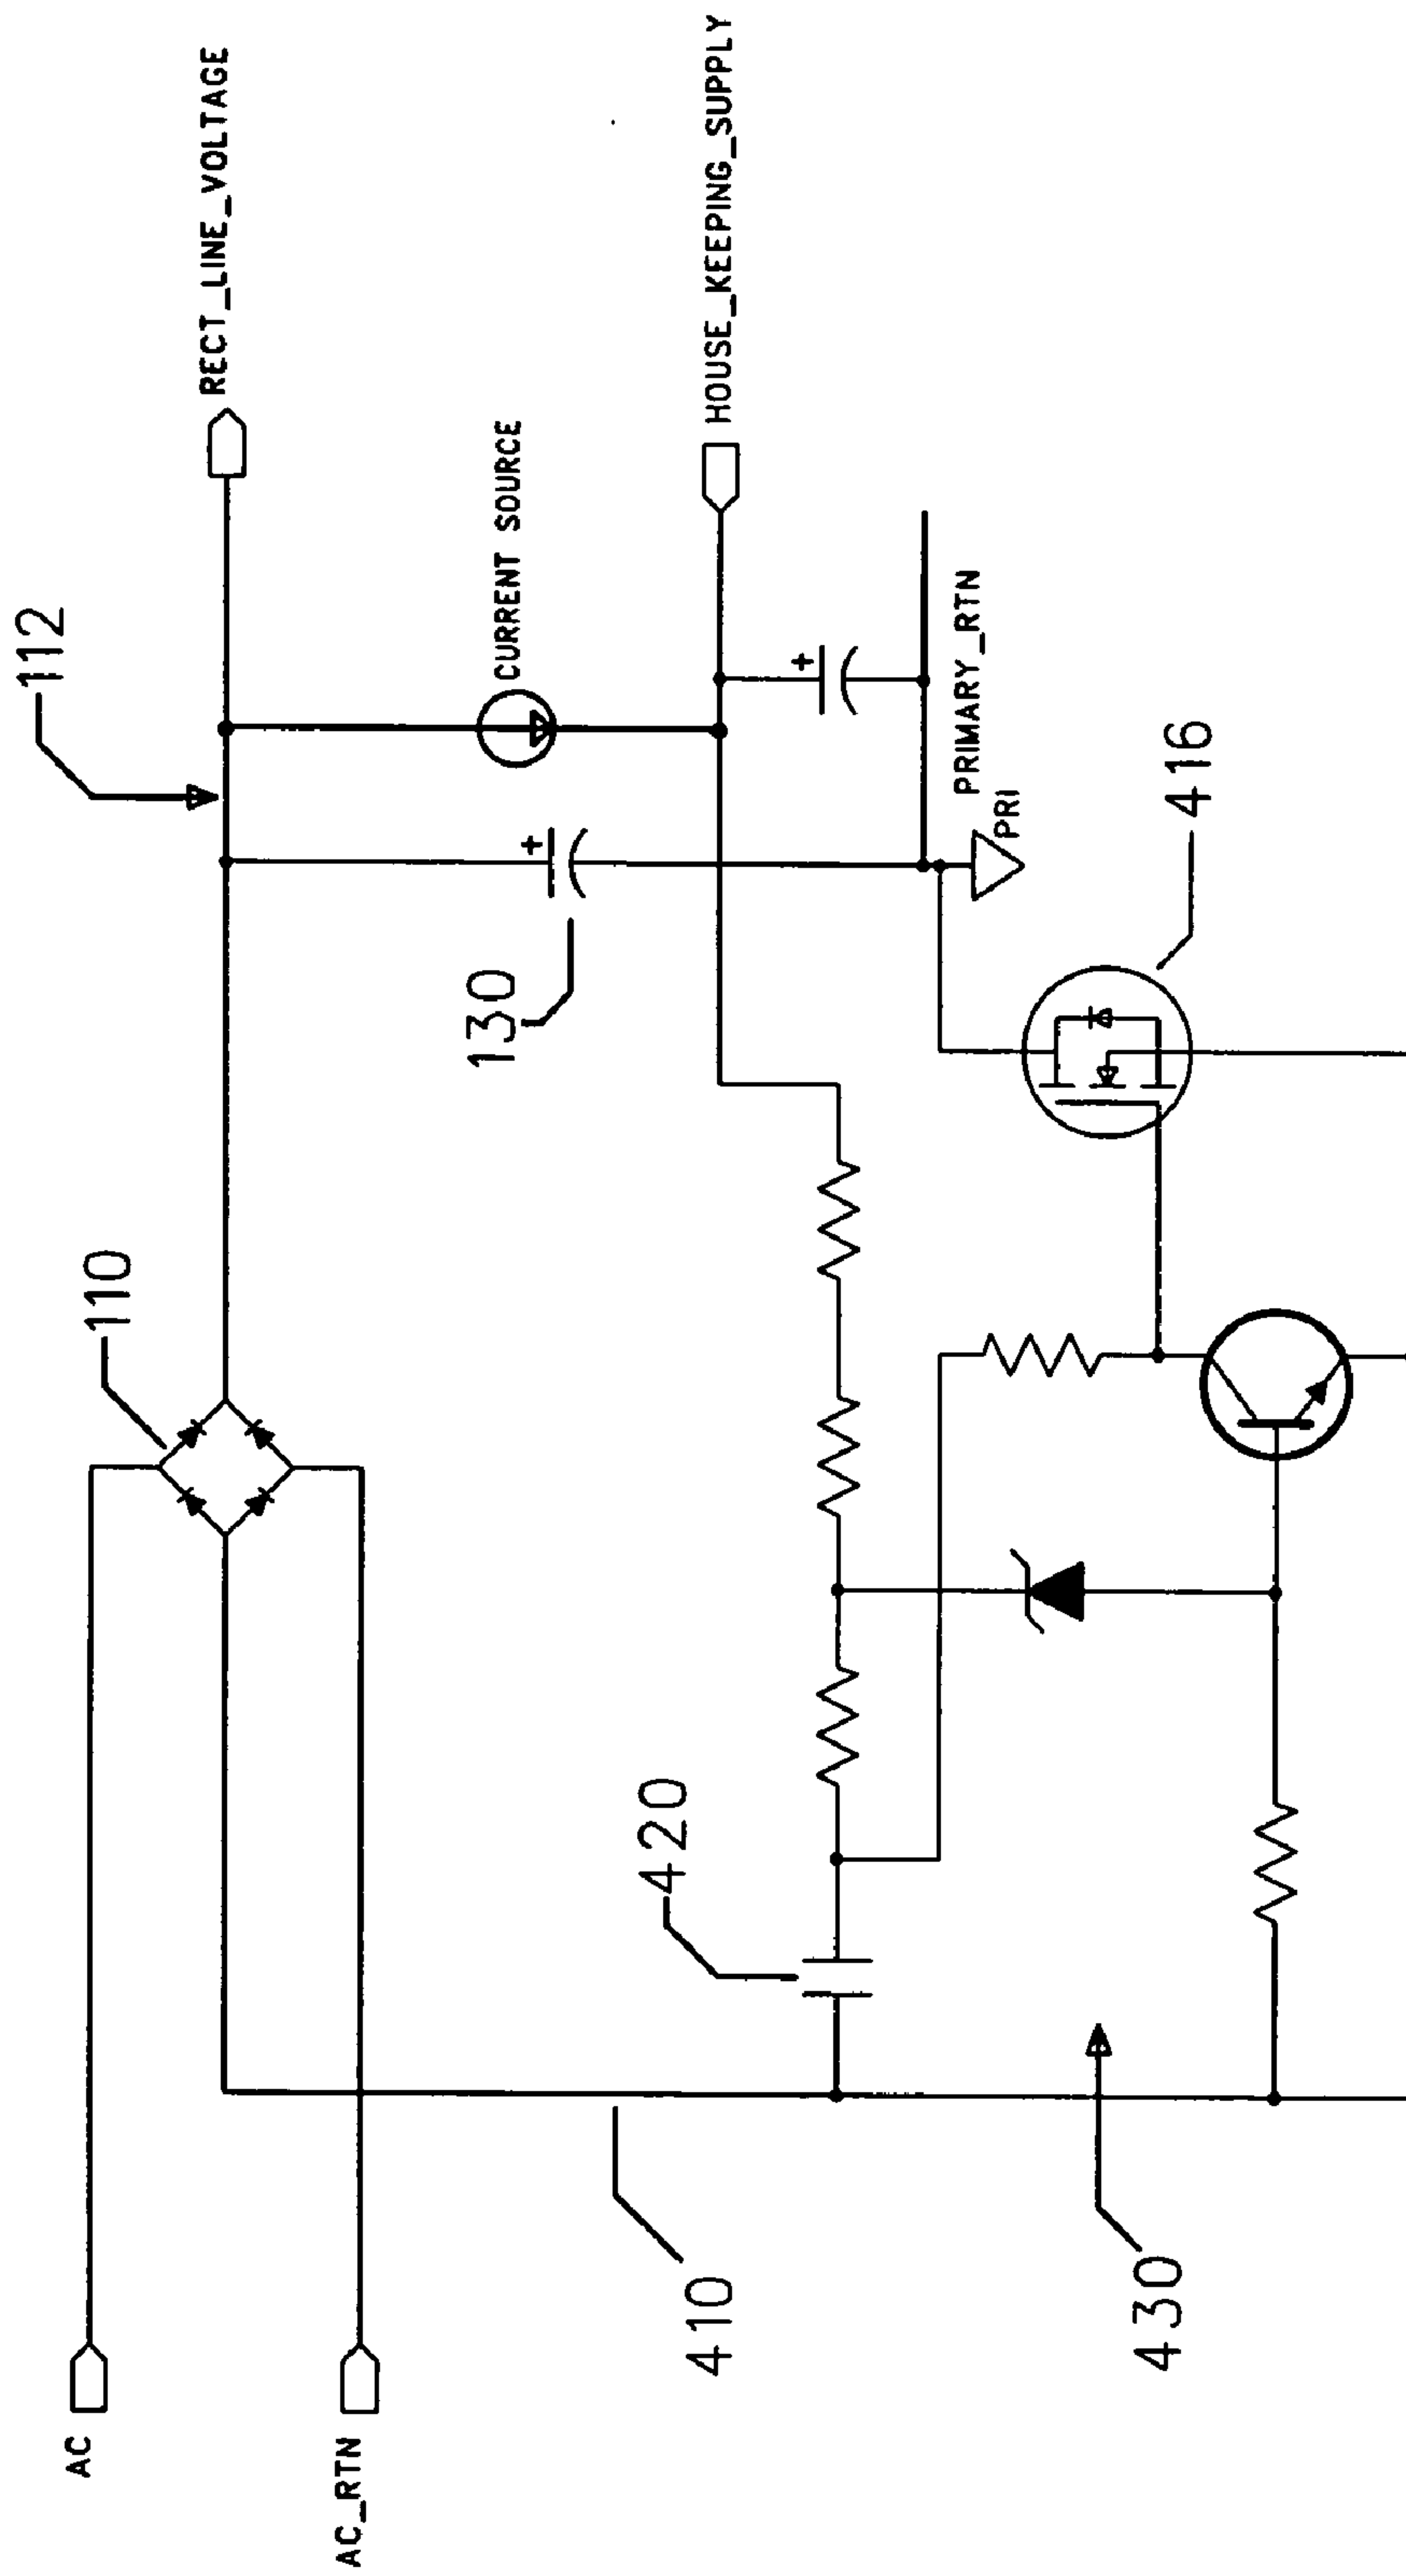 AC
AC_RTN
110
112
RECT_LINE_VOLTAGE
130
+
CURRENT SOURCE
HOUSE_KEEPING_SUPPLY
+
PRIMARY_RTN
PRI
410
420
430
416